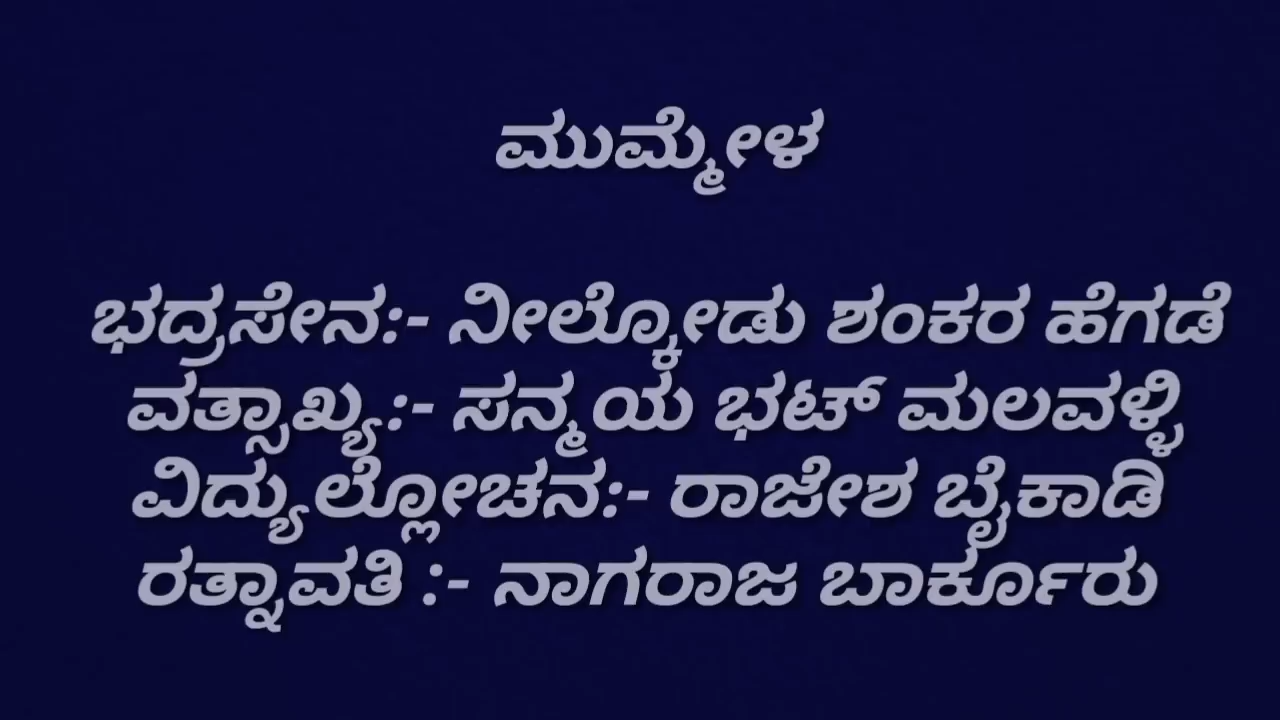 ಮುಮ್ಮೇಳ
ಭದ್ರಸೇನ:- ನೀಲ್ಕೋಡು ಶಂಕರ ಹೆಗಡೆ
ವತ್ಸಾಖ್ಯ:- ಸನ್ಮಯ ಭಟ್ ಮಲವಳ್ಳಿ
ವಿದ್ಯುಲ್ಲೋಚನ:- ರಾಜೇಶ ಬೈಕಾಡಿ
ರತ್ನಾವತಿ :- ನಾಗರಾಜ ಬಾರ್ಕೂರು